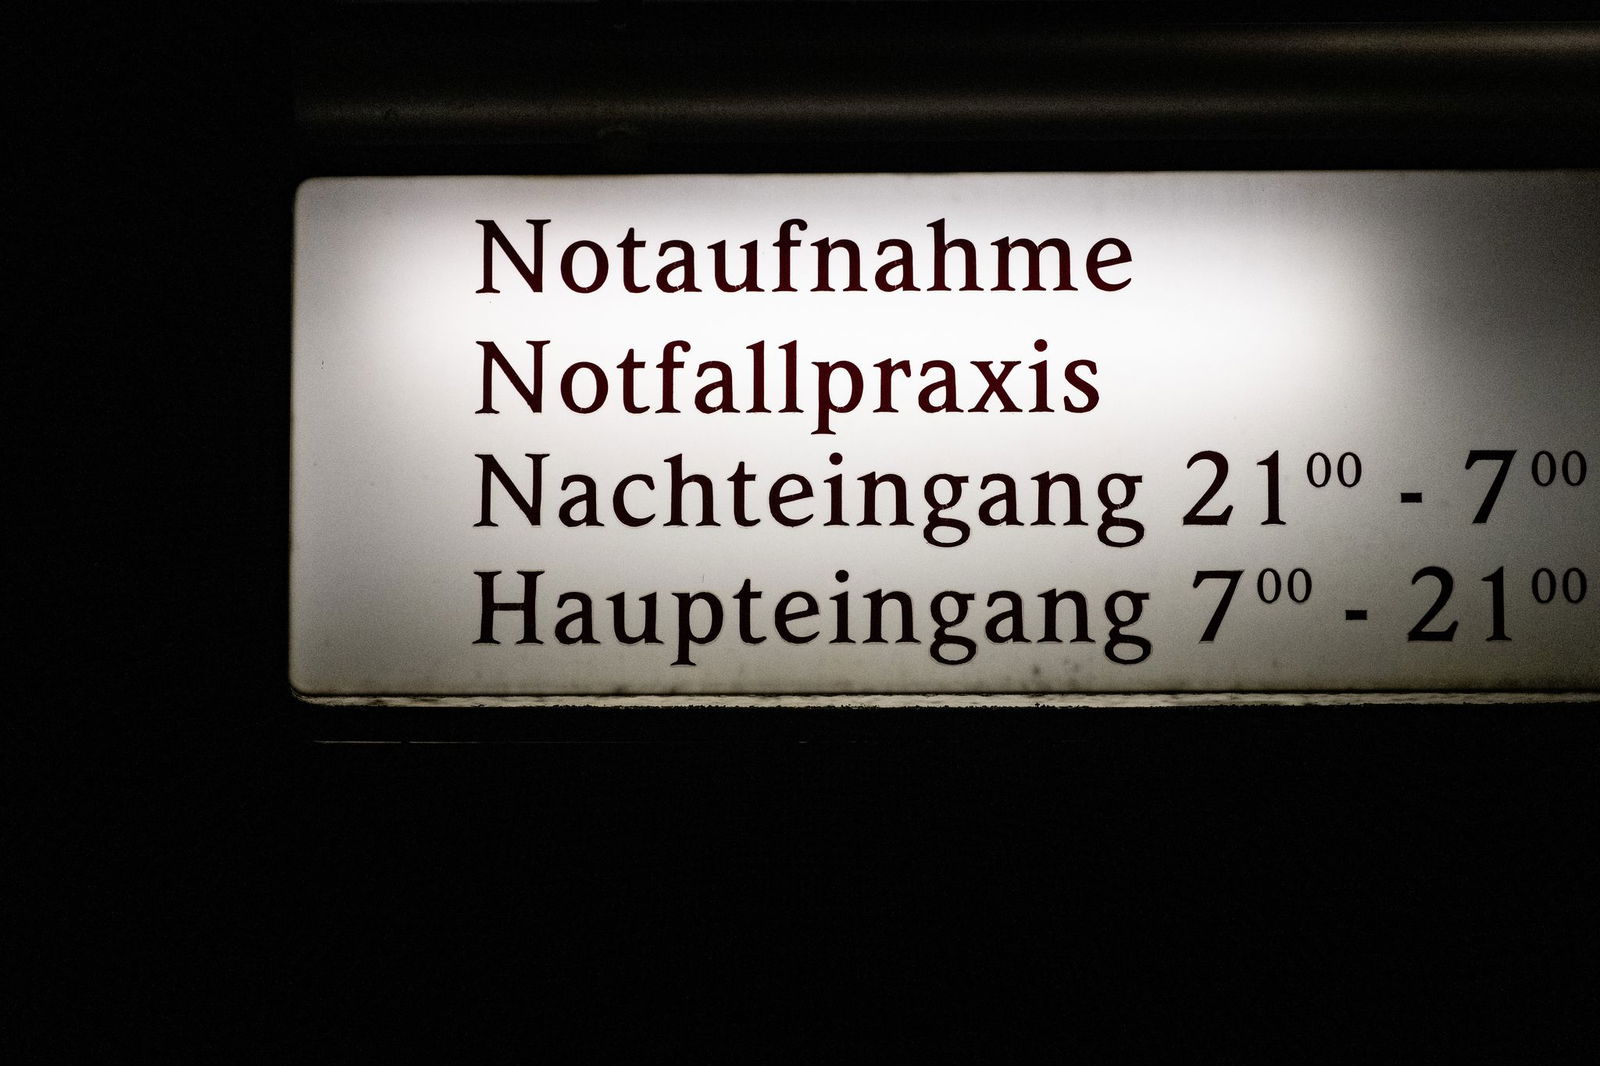 Notaufnahme
Notfallpraxis
Nachteingang 21⁰⁰ - 7⁰⁰
Haupteingang 7⁰⁰ - 21⁰⁰